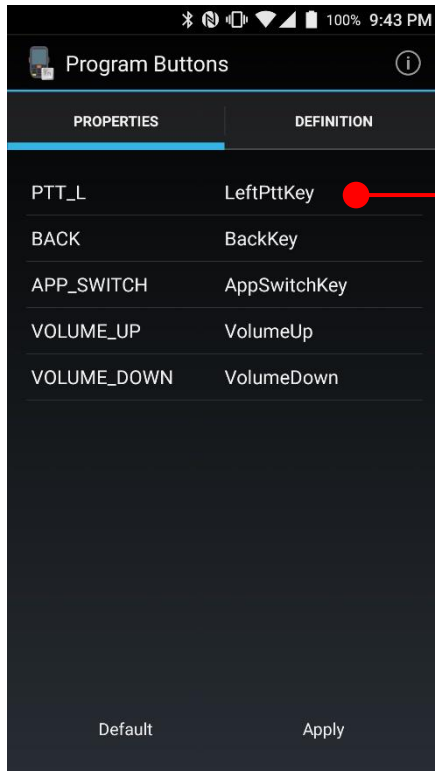 100% 9:43 PM
Program Buttons
PROPERTIES DEFINITION
PTT_L LeftPttKey
BACK BackKey
APP_SWITCH AppSwitchKey
VOLUME_UP VolumeUp
VOLUME_DOWN VolumeDown
Default Apply